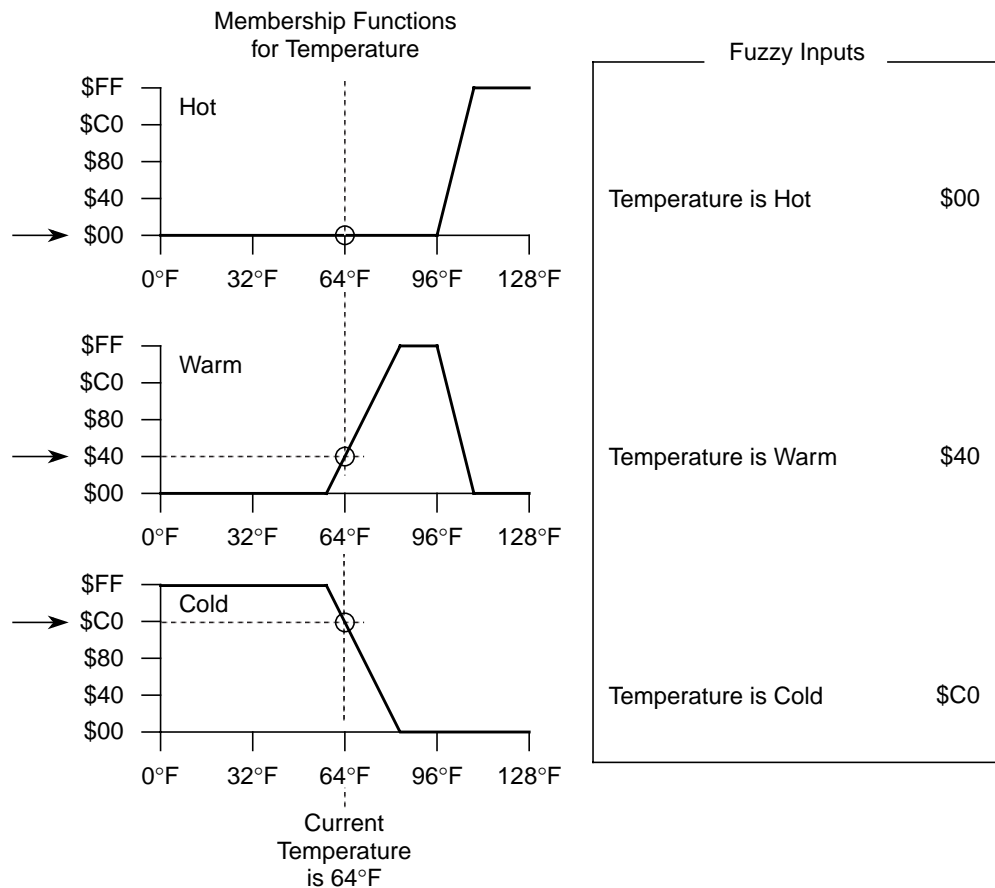 Membership Functions
for Temperature
Fuzzy Inputs
$FF
Hot
$C0
$80
$40
Temperature is Hot $00
$00
0°F 32°F 64°F 96°F 128°F
$FF
Warm
$C0
$80
$40
Temperature is Warm $40
$00
0°F 32°F 64°F 96°F 128°F
$FF
Cold
$C0
$80
$40
Temperature is Cold $C0
$00
0°F 32°F 64°F 96°F 128°F
Current
Temperature
is 64°F